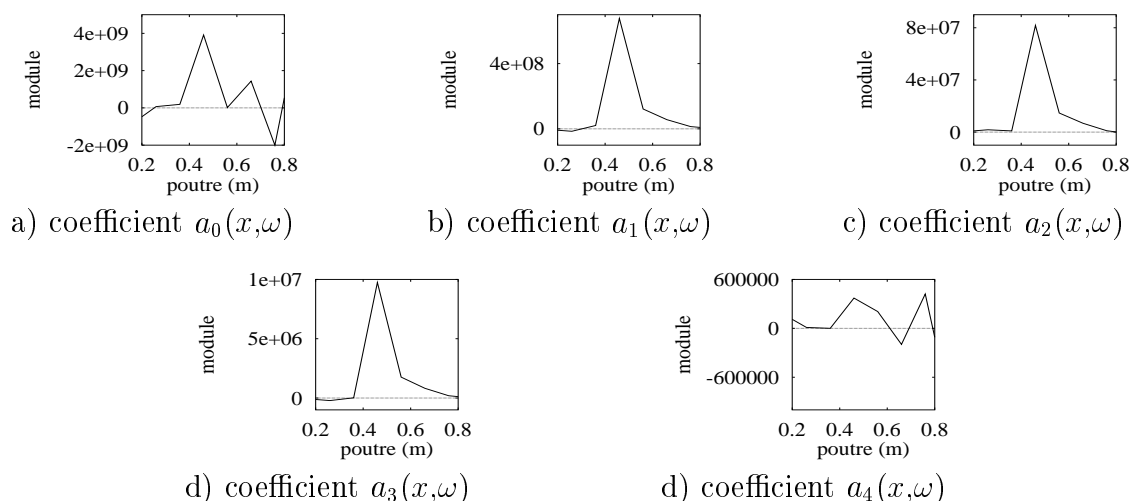 4e+09
2e+09
0
-2e+09
module
0.2 0.4 0.6 0.8
poutre (m)
a) coefficient a₀(x,ω)
4e+08
0
module
0.2 0.4 0.6 0.8
poutre (m)
b) coefficient a₁(x,ω)
8e+07
4e+07
0
module
0.2 0.4 0.6 0.8
poutre (m)
c) coefficient a₂(x,ω)
1e+07
5e+06
0
module
0.2 0.4 0.6 0.8
poutre (m)
d) coefficient a₃(x,ω)
600000
0
-600000
module
0.2 0.4 0.6 0.8
poutre (m)
d) coefficient a₄(x,ω)